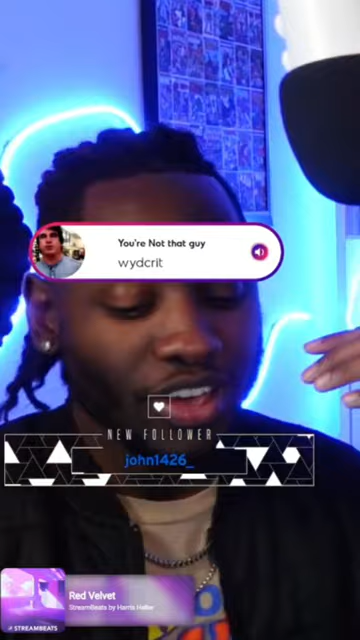 You're Not that guy
wydcrit
NEW FOLLOWER
john1426_
Red Velvet
StreamBeats by Harris Heller
STREAMBEATS